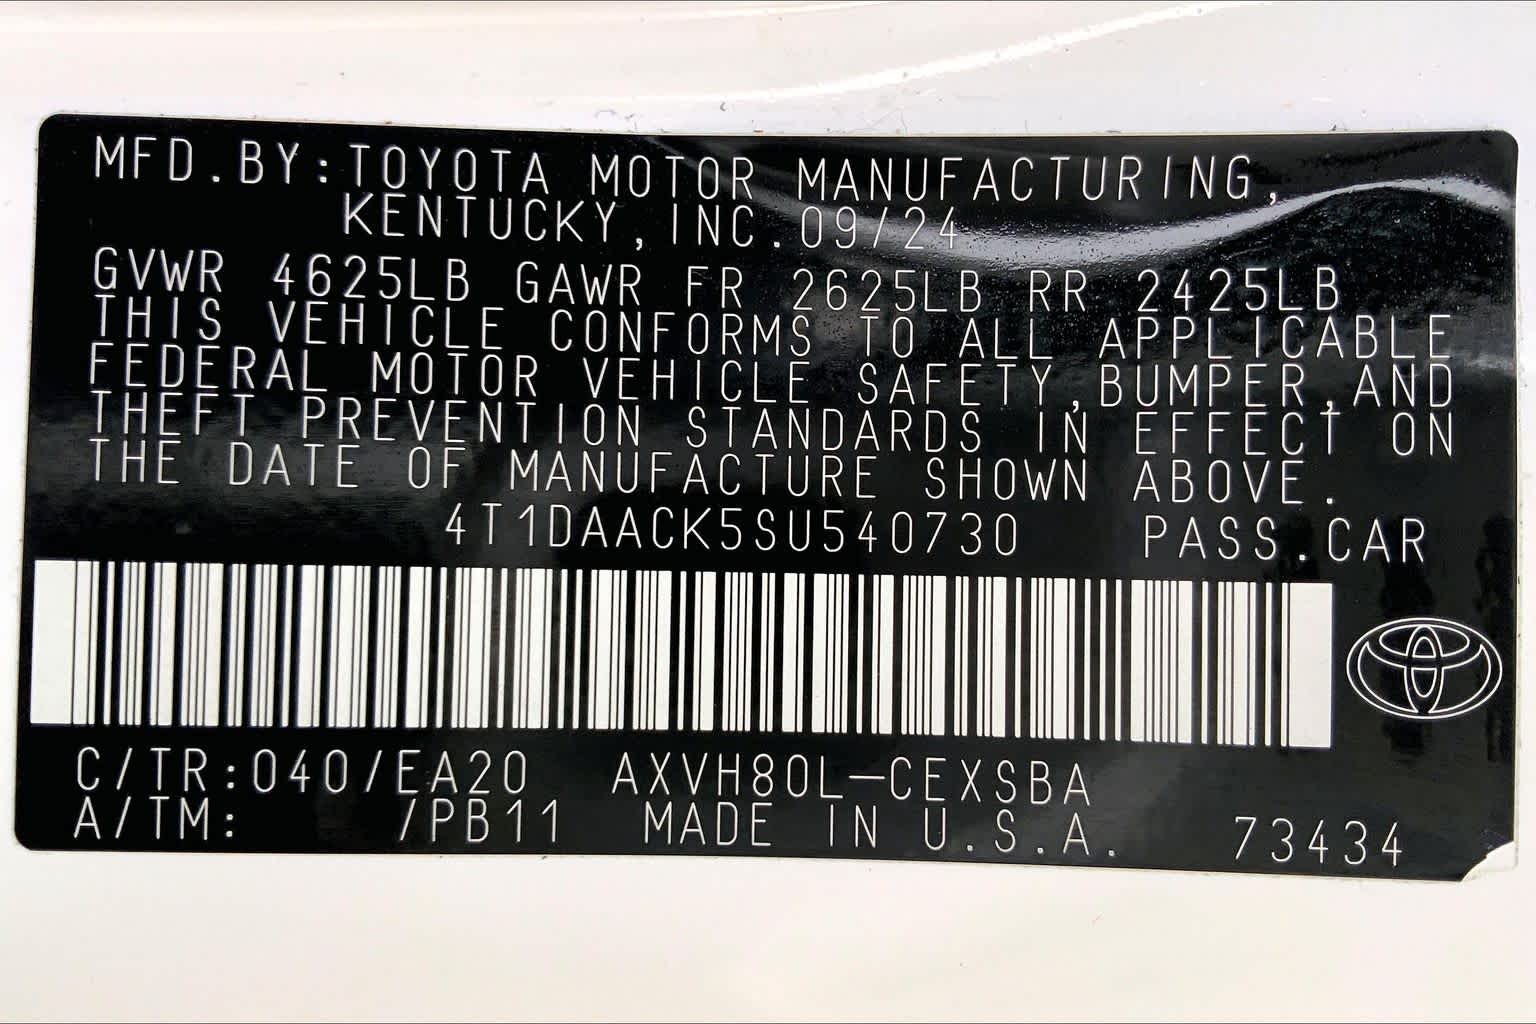 MFD.BY:TOYOTA MOTOR MANUFACTURING,
KENTUCKY,INC.09/24
GVWR 4625LB GAWR FR 2625LB RR 2425LB
THIS VEHICLE CONFORMS TO ALL APPLICABLE
FEDERAL MOTOR VEHICLE SAFETY,BUMPER,AND
THEFT PREVENTION STANDARDS IN EFFECT ON
THE DATE OF MANUFACTURE SHOWN ABOVE.
4T1DAACK5SU540730 PASS.CAR
C/TR:040/EA20 AXVH80L-CEXSBA
A/TM: /PB11 MADE IN U.S.A. 73434